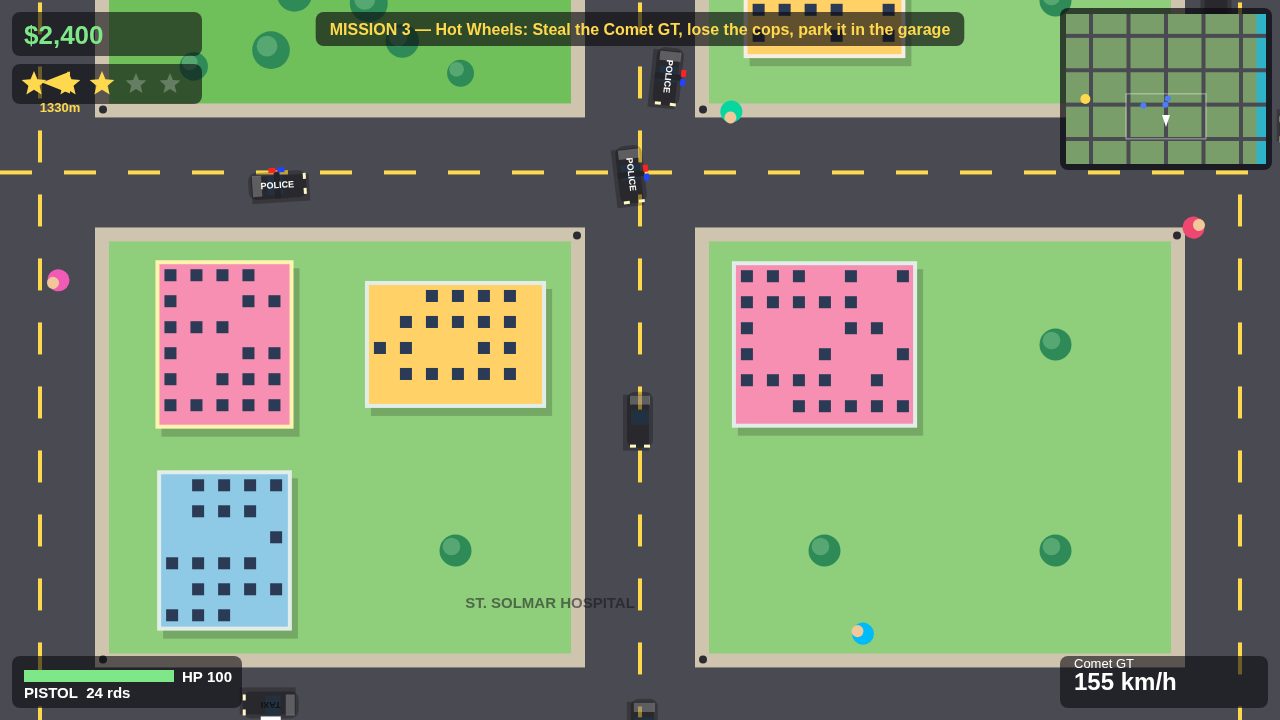 $2,400
MISSION 3 — Hot Wheels: Steal the Comet GT, lose the cops, park it in the garage
1330m
POLICE
POLICE
POLICE
ST. SOLMAR HOSPITAL
HP 100
PISTOL 24 rds
TAXI
Comet GT
155 km/h